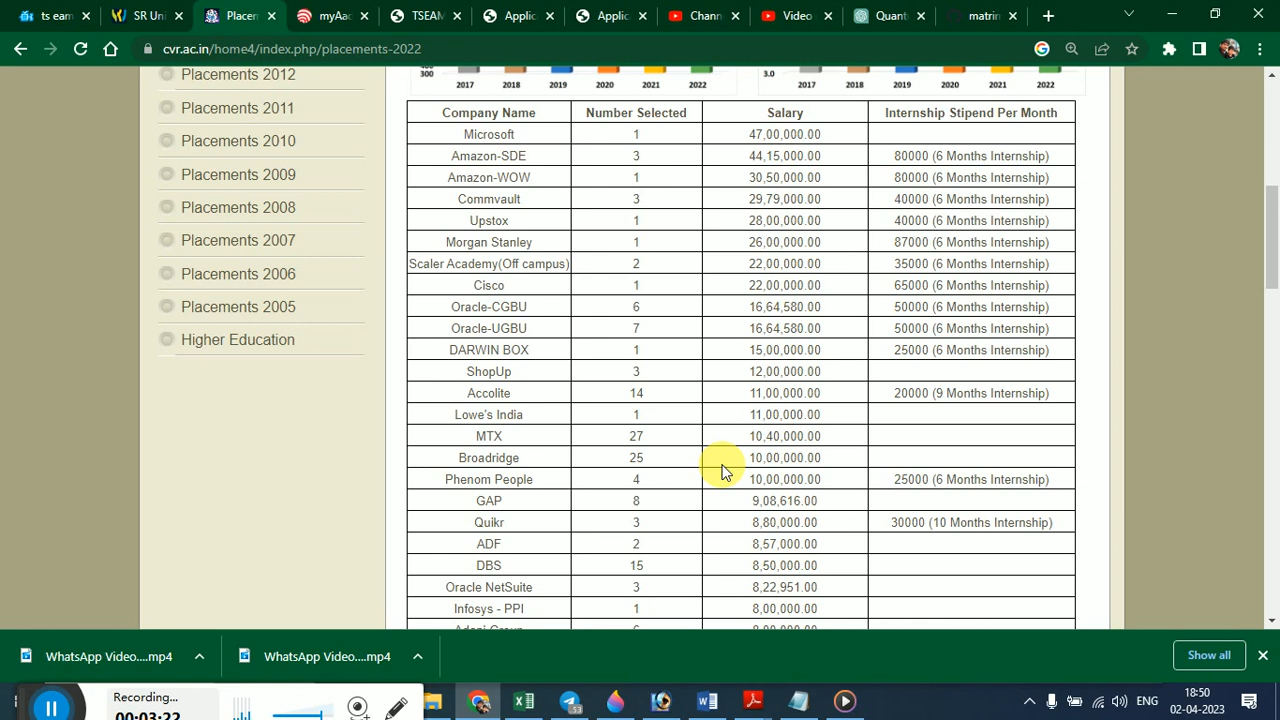 ts eam
SR Uni
Placem
myAac
TSEAM
Applica
Applica
Chann
Video
Quanti
matrim
cvr.ac.in/home4/index.php/placements-2022
Placements 2012
Placements 2011
Placements 2010
Placements 2009
Placements 2008
Placements 2007
Placements 2006
Placements 2005
Higher Education
300 2017 2018 2019 2020 2021 2022
3.0 2017 2018 2019 2020 2021 2022
Company Name Number Selected Salary Internship Stipend Per Month
Microsoft 1 47,00,000.00
Amazon-SDE 3 44,15,000.00 80000 (6 Months Internship)
Amazon-WOW 1 30,50,000.00 80000 (6 Months Internship)
Commvault 3 29,79,000.00 40000 (6 Months Internship)
Upstox 1 28,00,000.00 40000 (6 Months Internship)
Morgan Stanley 1 26,00,000.00 87000 (6 Months Internship)
Scaler Academy(Off campus) 2 22,00,000.00 35000 (6 Months Internship)
Cisco 1 22,00,000.00 65000 (6 Months Internship)
Oracle-CGBU 6 16,64,580.00 50000 (6 Months Internship)
Oracle-UGBU 7 16,64,580.00 50000 (6 Months Internship)
DARWIN BOX 1 15,00,000.00 25000 (6 Months Internship)
ShopUp 3 12,00,000.00
Accolite 14 11,00,000.00 20000 (9 Months Internship)
Lowe's India 1 11,00,000.00
MTX 27 10,40,000.00
Broadridge 25 10,00,000.00
Phenom People 4 10,00,000.00 25000 (6 Months Internship)
GAP 8 9,08,616.00
Quikr 3 8,80,000.00 30000 (10 Months Internship)
ADF 2 8,57,000.00
DBS 15 8,50,000.00
Oracle NetSuite 3 8,22,951.00
Infosys - PPI 1 8,00,000.00
WhatsApp Video....mp4
WhatsApp Video....mp4
Show all
Recording...
00:03:22
53
ENG
18:50
02-04-2023